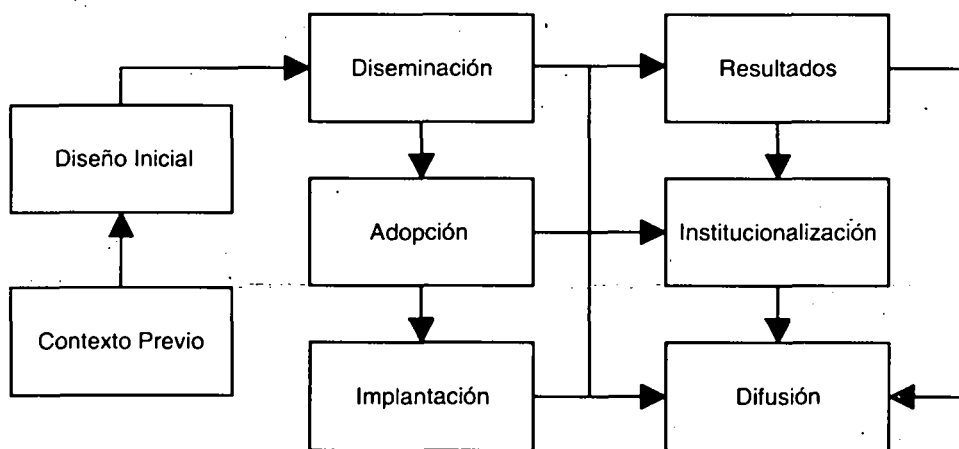 Diseminación
Resultados
Diseño Inicial
Adopción
Institucionalización
Contexto Previo
Implantación
Difusión